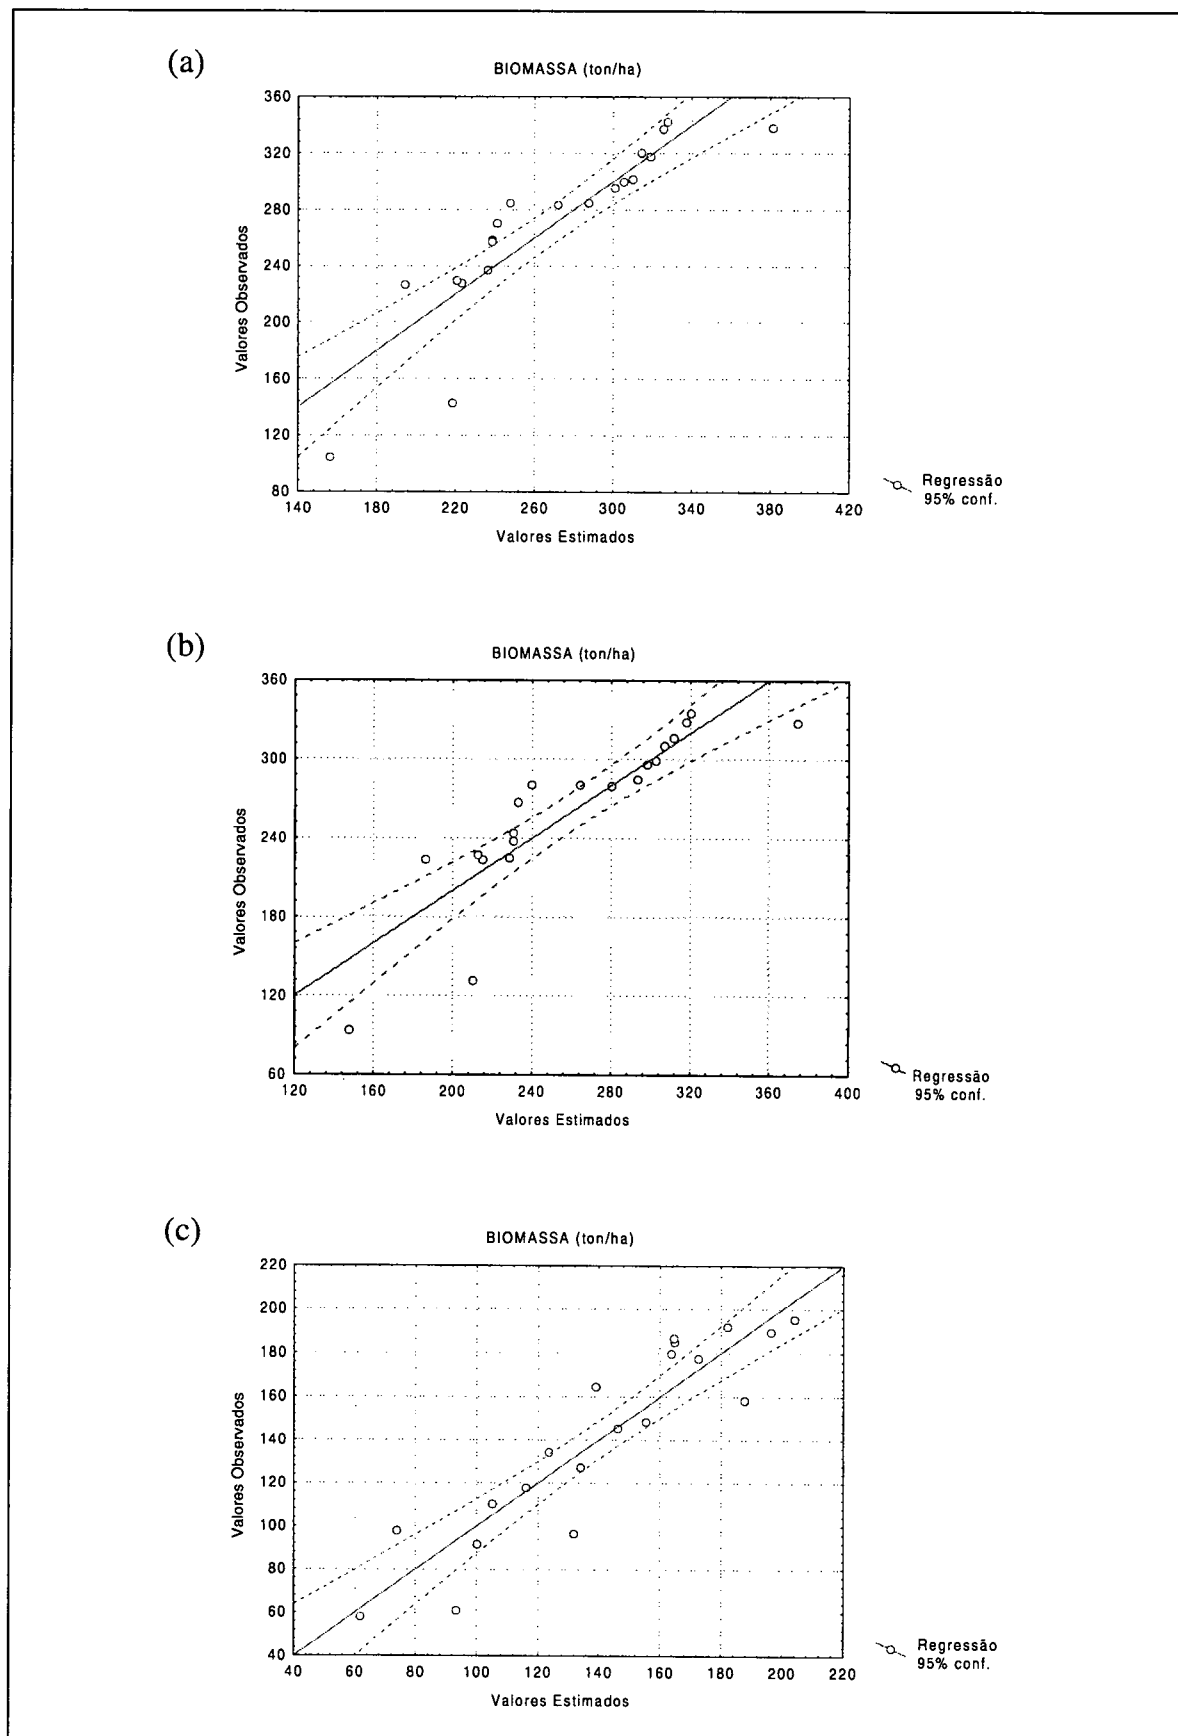 (a)
BIOMASSA (ton/ha)
360
320
280
240
200
160
120
80
Valores Observados
140 180 220 260 300 340 380 420
Valores Estimados
Regressão
95% conf.
(b)
BIOMASSA (ton/ha)
360
300
240
180
120
60
Valores Observados
120 160 200 240 280 320 360 400
Valores Estimados
Regressão
95% conf.
(c)
BIOMASSA (ton/ha)
220
200
180
160
140
120
100
80
60
40
Valores Observados
40 60 80 100 120 140 160 180 200 220
Valores Estimados
Regressão
95% conf.